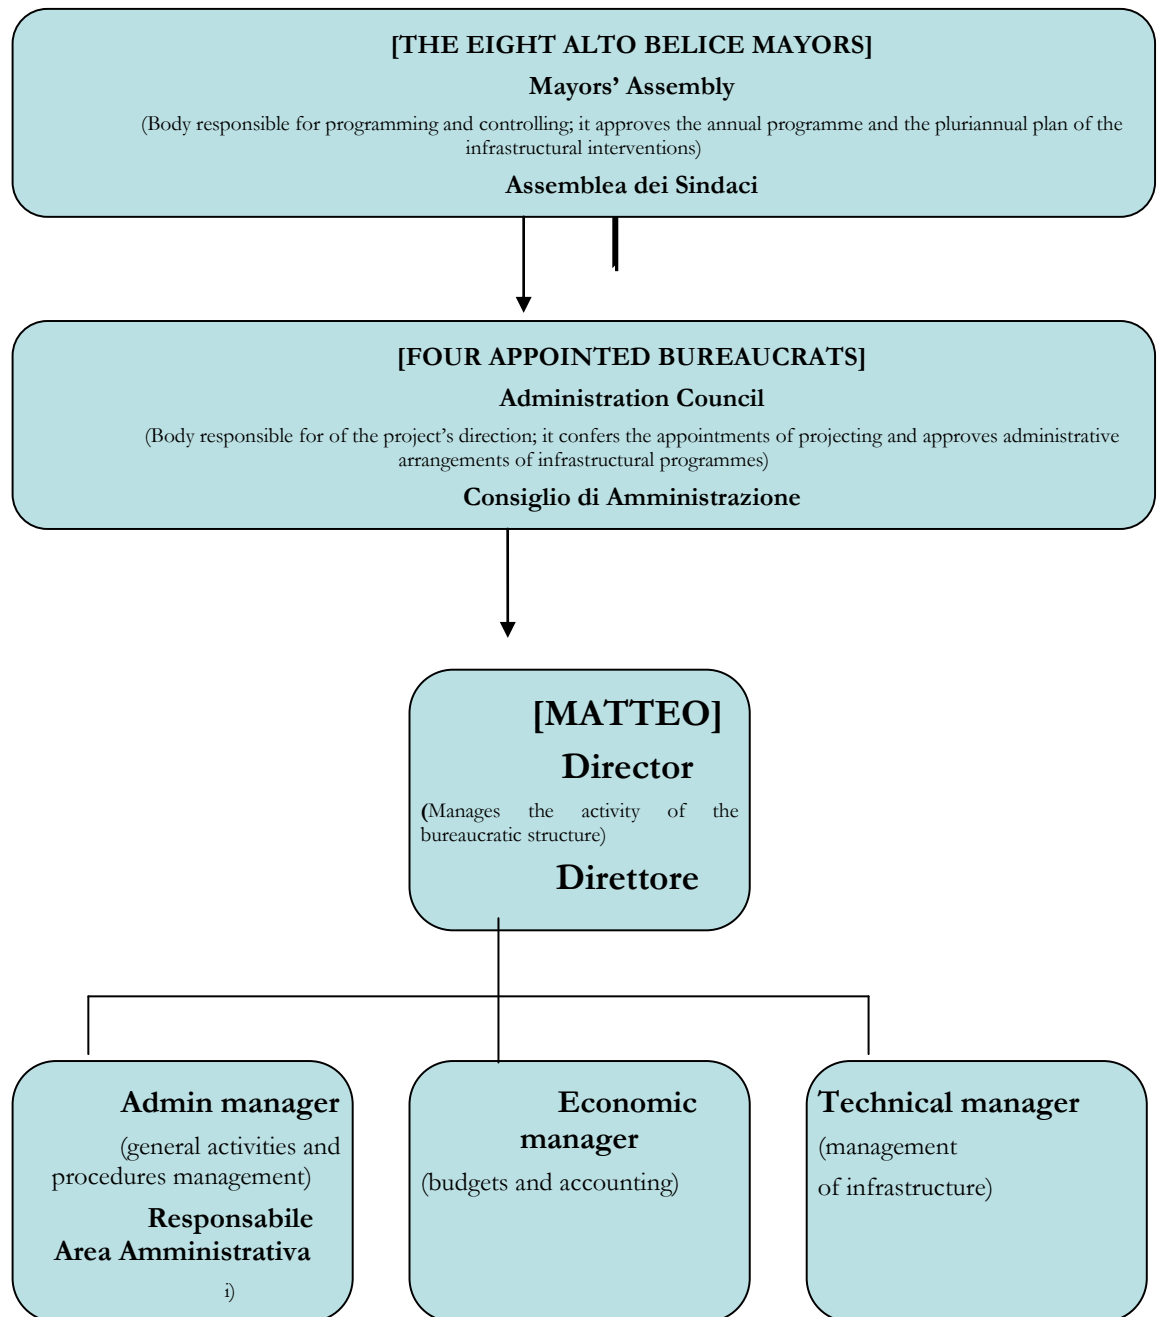 [THE EIGHT ALTO BELICE MAYORS]
Mayors’ Assembly
(Body responsible for programming and controlling; it approves the annual programme and the pluriannual plan of the
infrastructural interventions)
Assemblea dei Sindaci
[FOUR APPOINTED BUREAUCRATS]
Administration Council
(Body responsible for of the project’s direction; it confers the appointments of projecting and approves administrative
arrangements of infrastructural programmes)
Consiglio di Amministrazione
[MATTEO]
Director
(Manages the activity of the
bureaucratic structure)
Direttore
Admin manager
(general activities and
procedures management)
Responsabile
Area Amministrativa
i)
Economic
manager
(budgets and accounting)
Technical manager
(management
of infrastructure)